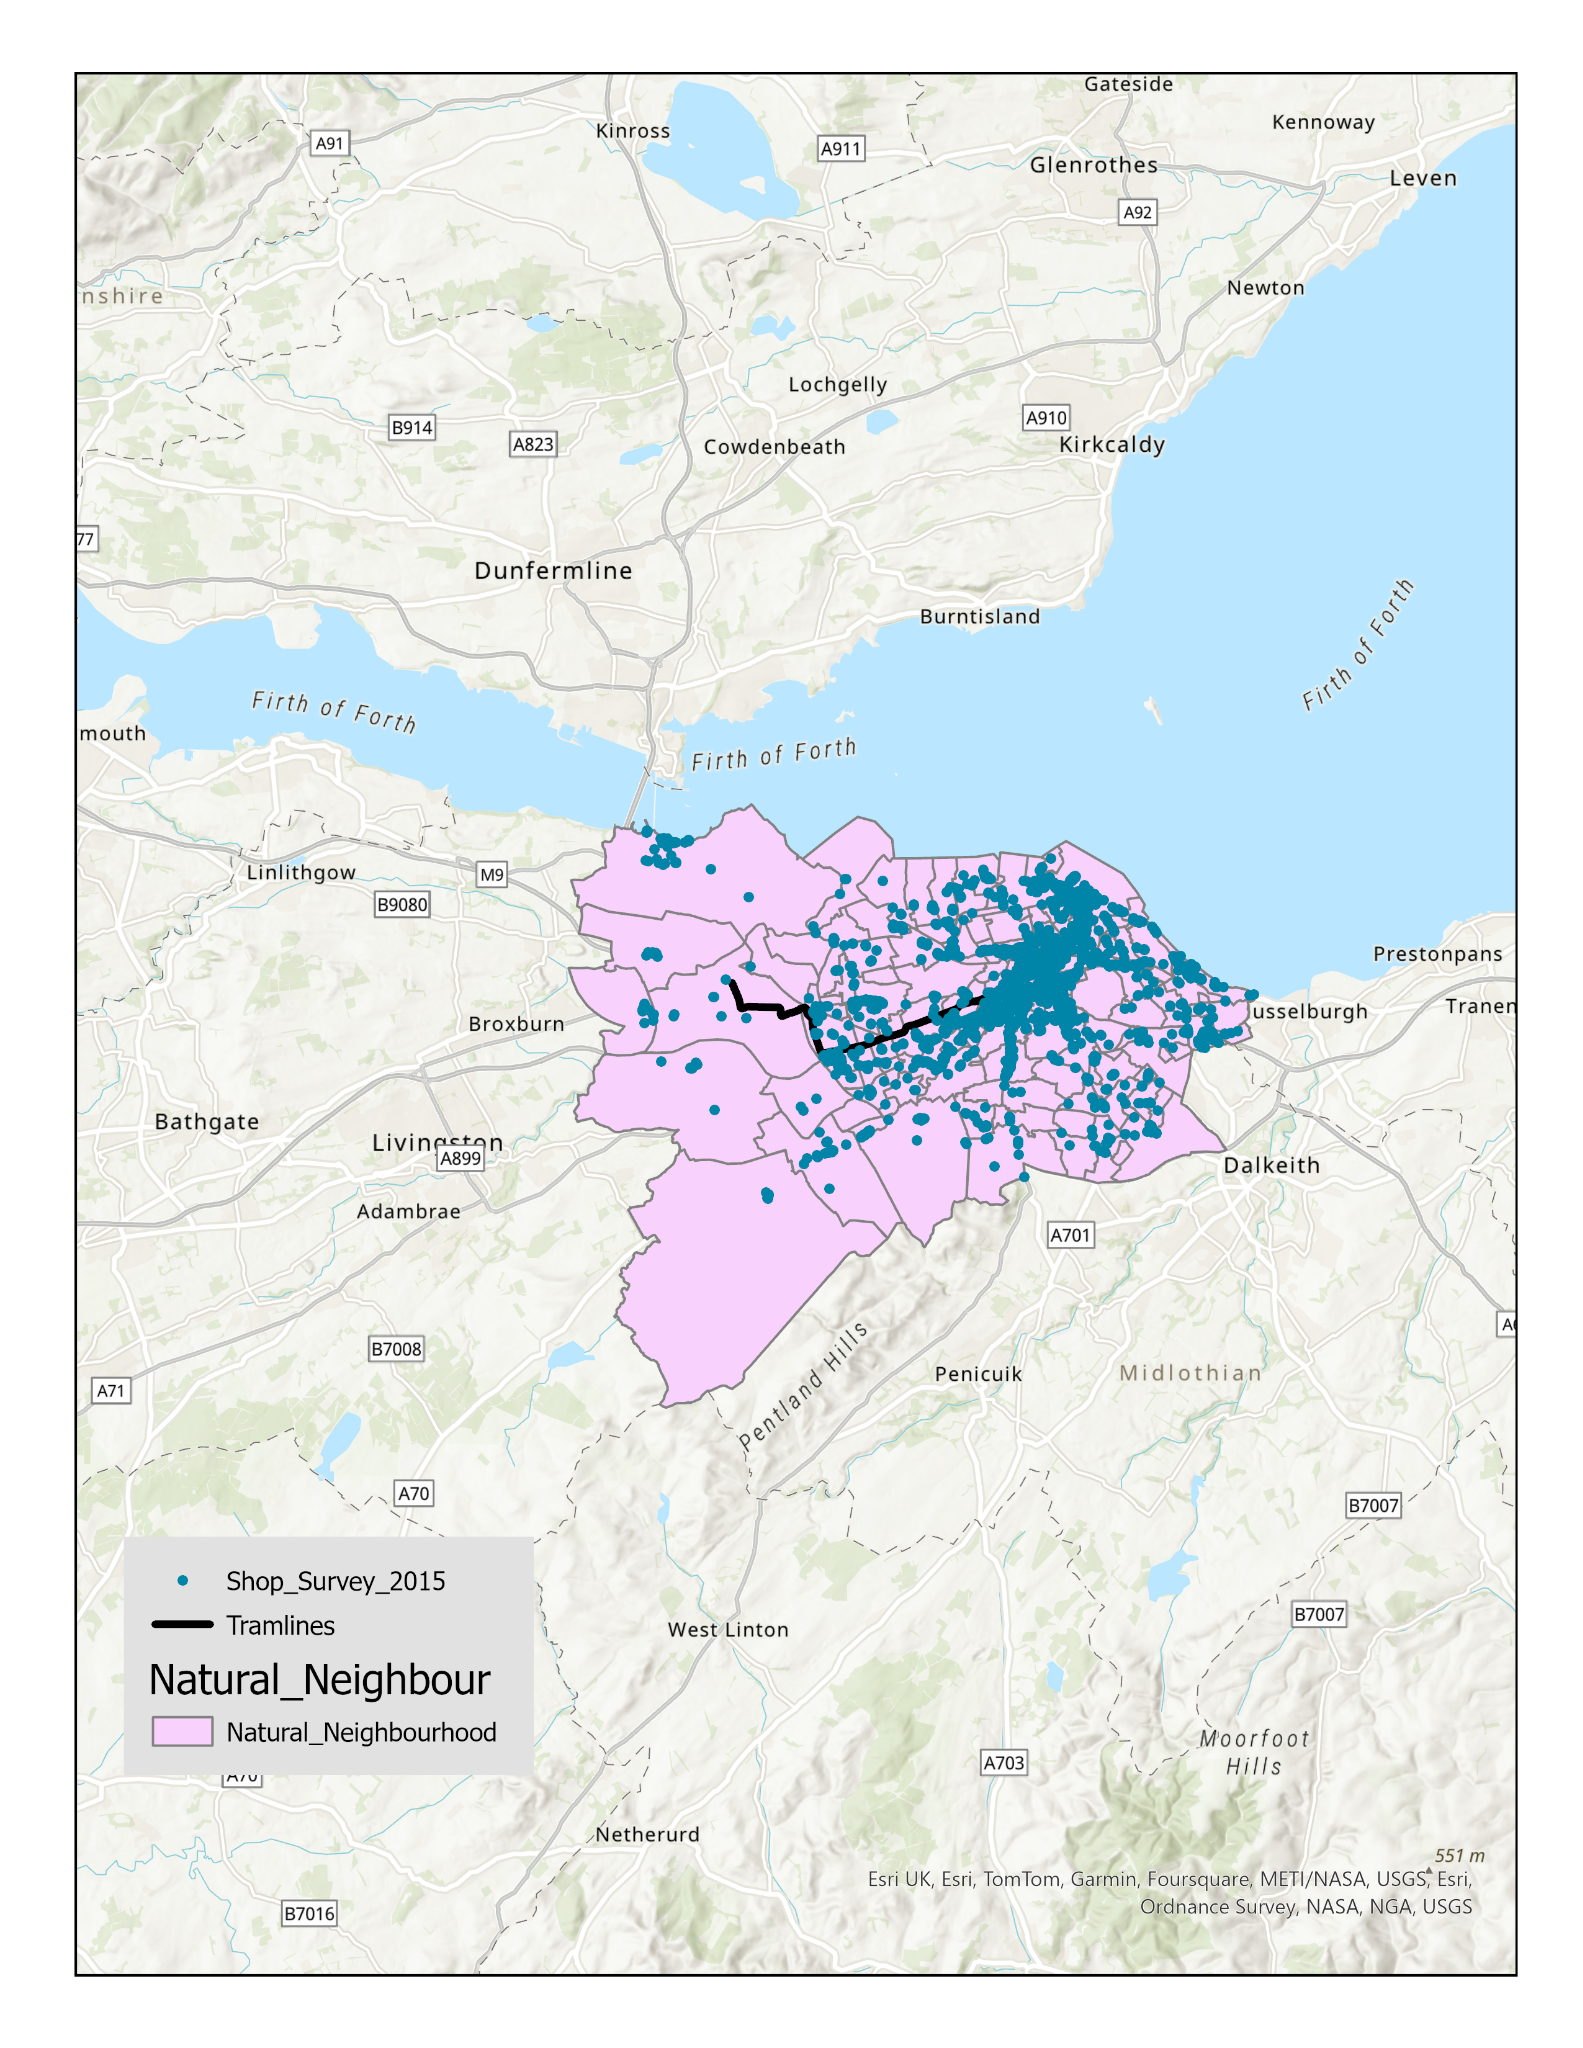 Gateside
Kennoway
Kinross
A91
A911
Glenrothes
Leven
A92
Newton
nshire
Lochgelly
A910
B914
A823
Cowdenbeath
Kirkcaldy
77
Dunfermline
Burntisland
Firth of Forth
Firth of Forth
mouth
Firth of Forth
Linlithgow
M9
B9080
Prestonpans
Broxburn
usselburgh
Tranen
Bathgate
Livingston
A899
Dalkeith
Adambrae
A701
A6
B7008
Pentland Hills
Penicuik
Midlothian
A71
A70
B7007
Shop_Survey_2015
Tramlines
Natural_Neighbour
Natural_Neighbourhood
B7007
West Linton
Moorfoot
Hills
A703
A70
Netherurd
551 m
Esri UK, Esri, TomTom, Garmin, Foursquare, METI/NASA, USGS, Esri,
Ordnance Survey, NASA, NGA, USGS
B7016